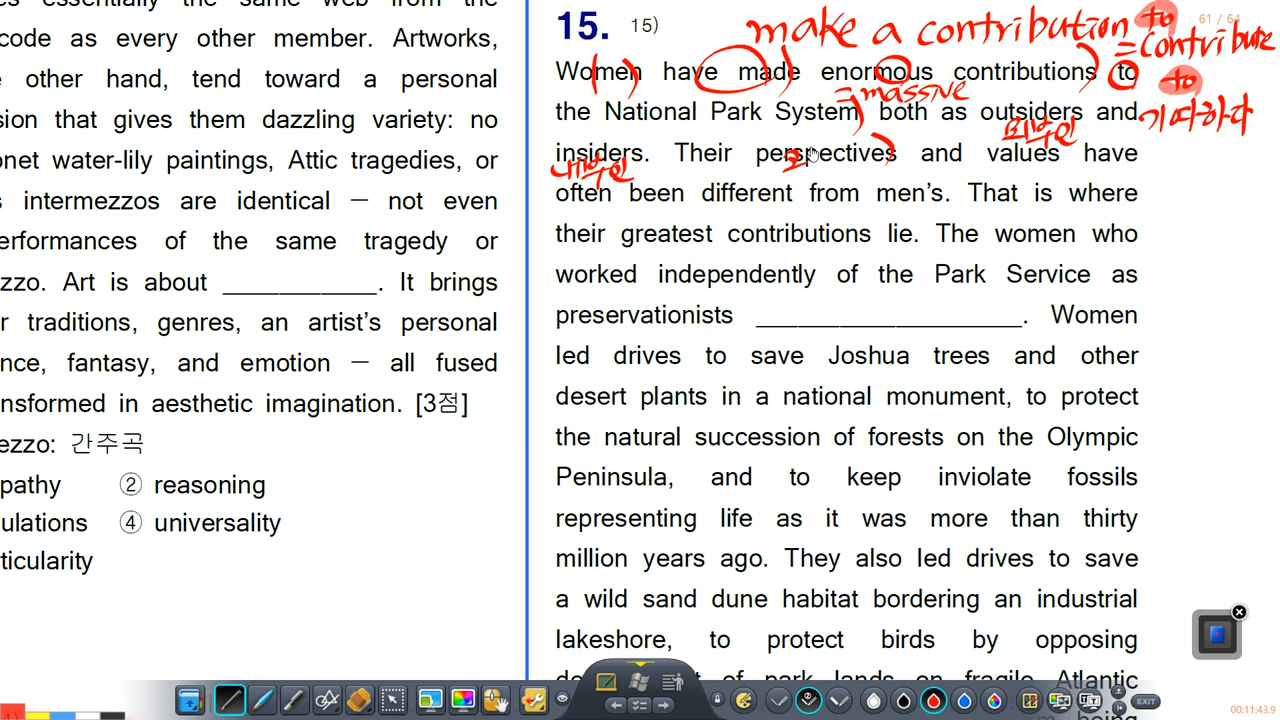 es essentially the same web from the
code as every other member. Artworks,
e other hand, tend toward a personal
sion that gives them dazzling variety: no
onet water-lily paintings, Attic tragedies, or
s intermezzos are identical — not even
erformances of the same tragedy or
zzo. Art is about ___________. It brings
r traditions, genres, an artist's personal
nce, fantasy, and emotion — all fused
nsformed in aesthetic imagination. [3점]
ezzo: 간주곡
pathy ② reasoning
ulations ④ universality
rticularity
15. 15)
make a contribution to
= contribute
to
기여하다
61 / 64
Women have made enormous contributions to
= massive
the National Park System, both as outsiders and
외부인
insiders. Their perspectives and values have
내부인
often been different from men's. That is where
their greatest contributions lie. The women who
worked independently of the Park Service as
preservationists ___________________. Women
led drives to save Joshua trees and other
desert plants in a national monument, to protect
the natural succession of forests on the Olympic
Peninsula, and to keep inviolate fossils
representing life as it was more than thirty
million years ago. They also led drives to save
a wild sand dune habitat bordering an industrial
lakeshore, to protect birds by opposing
of park lands on fragile Atlantic
being
EXIT
00:11:43.9